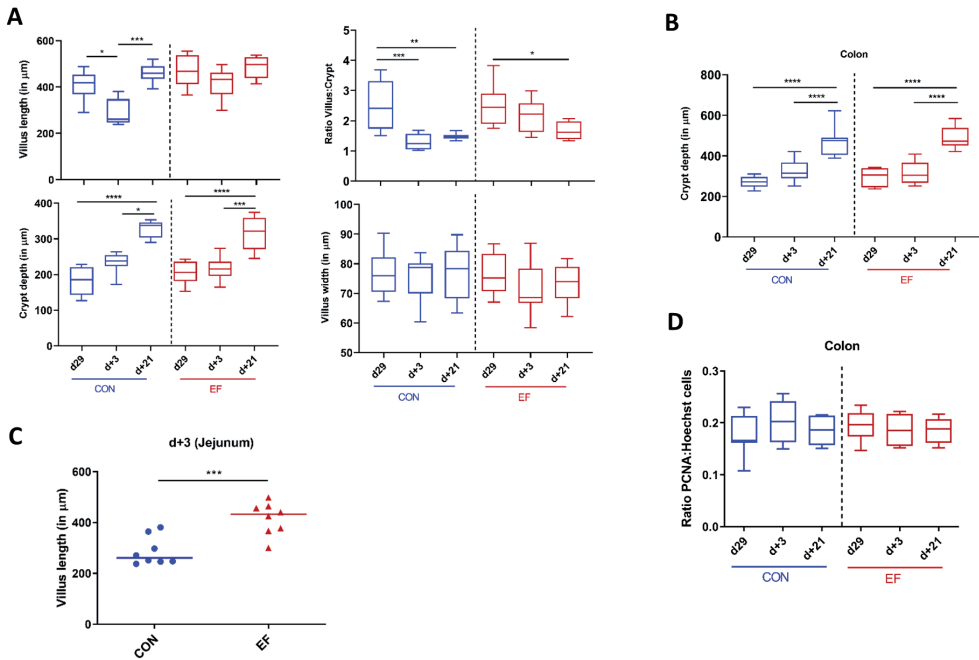 A
Villus length (in μm)
600
400
200
0
*
***
Ratio Villus:Crypt
5
4
3
2
1
0
***
**
*
Crypt depth (in μm)
400
300
200
100
0
****
*
****
***
d29
d+3
d+21
d29
d+3
d+21
CON
EF
Villus width (in μm)
100
90
80
70
60
50
d29
d+3
d+21
d29
d+3
d+21
CON
EF
B
Colon
Crypt depth (in μm)
800
600
400
200
0
****
****
****
****
d29
d+3
d+21
d29
d+3
d+21
CON
EF
C
d+3 (Jejunum)
Villus length (in μm)
600
400
200
0
***
CON
EF
D
Colon
Ratio PCNA:Hoechst cells
0.3
0.2
0.1
0.0
d29
d+3
d+21
d29
d+3
d+21
CON
EF